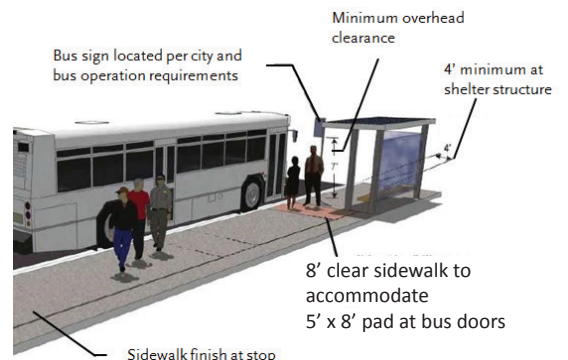 Minimum overhead
clearance
Bus sign located per city and
bus operation requirements
4' minimum at
shelter structure
4'
7'
8' clear sidewalk to
accommodate
5' x 8' pad at bus doors
Sidewalk finish at stop